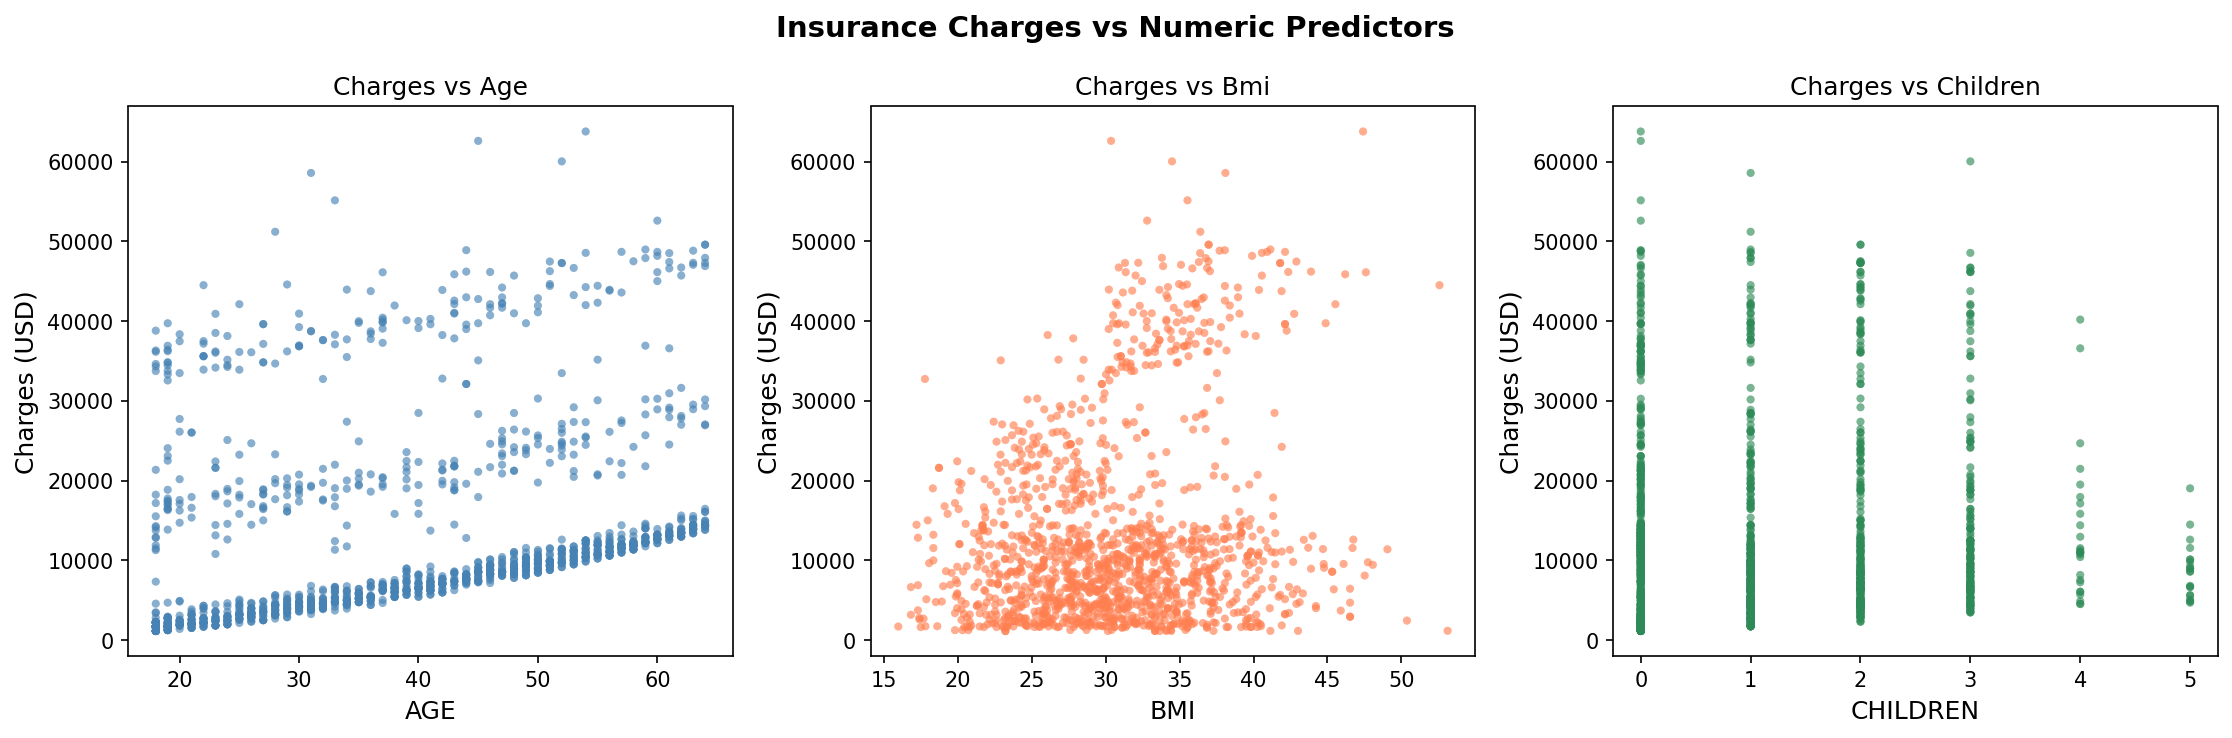 Insurance Charges vs Numeric Predictors
Charges vs Age
60000
50000
40000
30000
20000
10000
0
Charges (USD)
20 30 40 50 60
AGE
Charges vs Bmi
60000
50000
40000
30000
20000
10000
0
Charges (USD)
15 20 25 30 35 40 45 50
BMI
Charges vs Children
60000
50000
40000
30000
20000
10000
0
Charges (USD)
0 1 2 3 4 5
CHILDREN